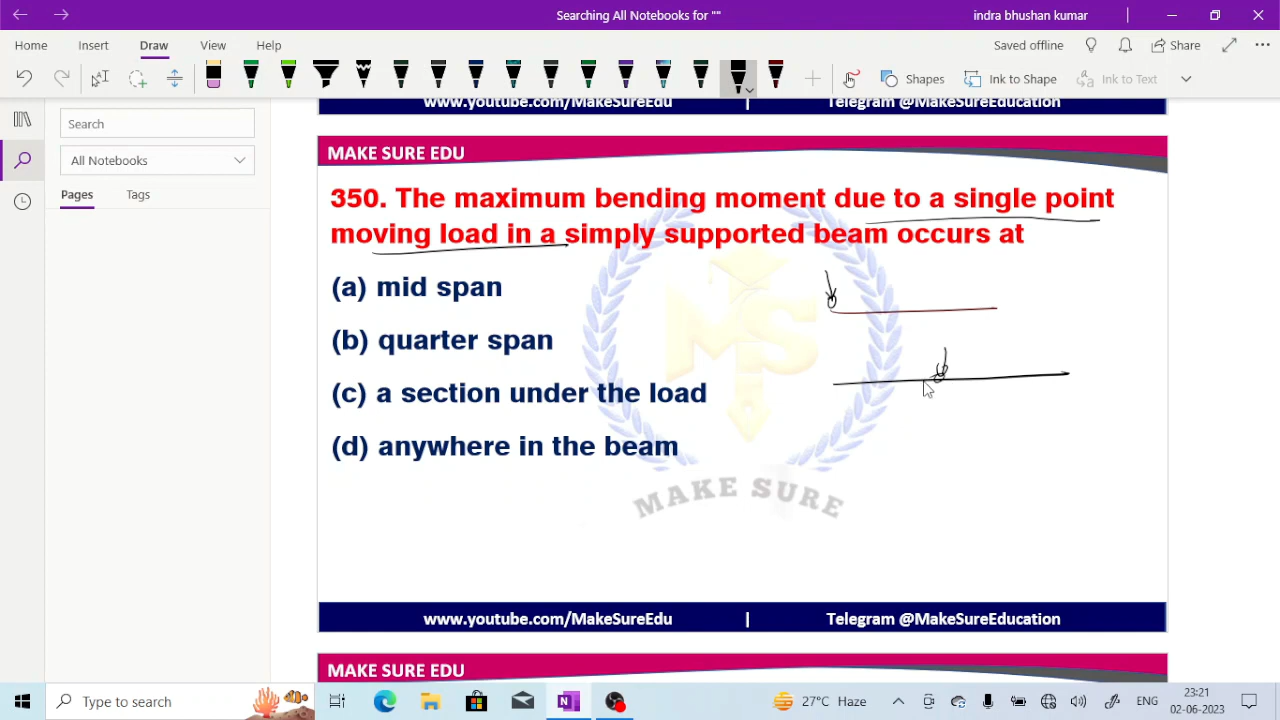 Searching All Notebooks for ""
indra bhushan kumar
Home
Insert
Draw
View
Help
Saved offline
Share
Shapes
Ink to Shape
Ink to Text
Search
All Notebooks
Pages
Tags
www.youtube.com/MakeSureEdu | Telegram @MakeSureEducation
MAKE SURE EDU
350. The maximum bending moment due to a single point
moving load in a simply supported beam occurs at
(a) mid span
(b) quarter span
(c) a section under the load
(d) anywhere in the beam
MS
MAKE SURE
www.youtube.com/MakeSureEdu | Telegram @MakeSureEducation
MAKE SURE EDU
Type to search
27°C Haze
ENG
23:21
02-06-2023